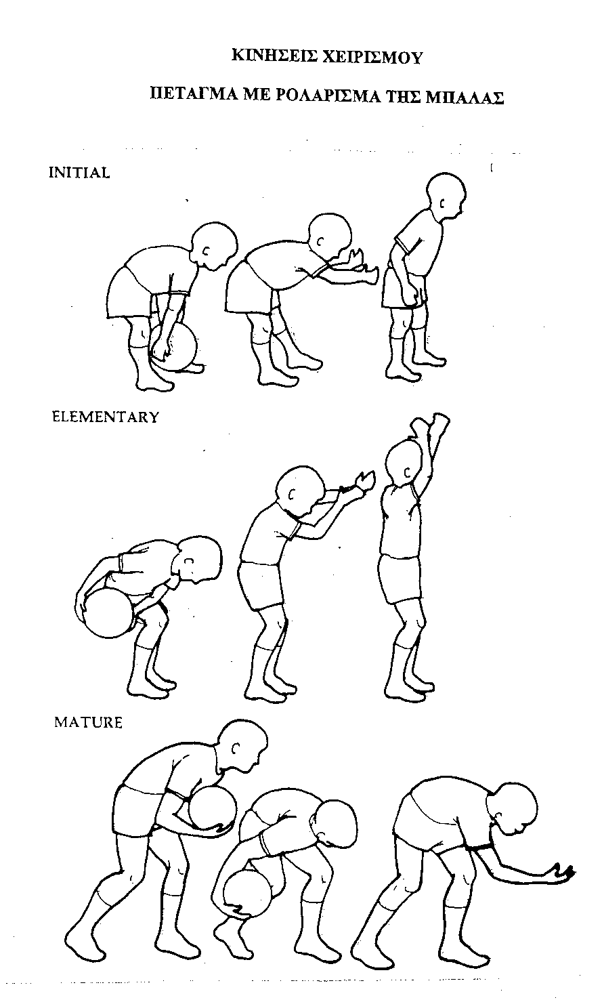 ΚΙΝΗΣΕΙΣ ΧΕΙΡΙΣΜΟΥ
ΠΕΤΑΓΜΑ ΜΕ ΡΟΛΑΡΙΣΜΑ ΤΗΣ ΜΠΑΛΑΣ
INITIAL
ELEMENTARY
MATURE